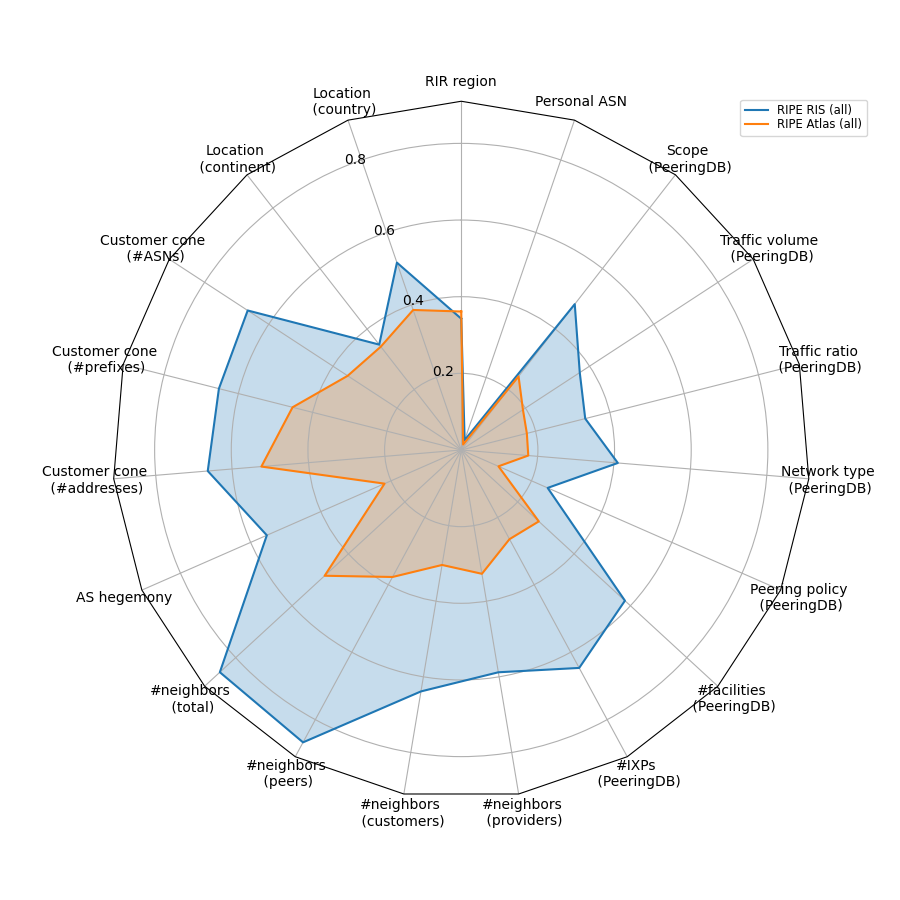 RIR region
Location
(country)
Personal ASN
RIPE RIS (all)
RIPE Atlas (all)
Location
(continent)
0.8
Scope
(PeeringDB)
Customer cone
(#ASNs)
0.6
Traffic volume
(PeeringDB)
0.4
Customer cone
(#prefixes)
0.2
Traffic ratio
(PeeringDB)
Customer cone
(#addresses)
Network type
(PeeringDB)
AS hegemony
Peering policy
(PeeringDB)
#neighbors
(total)
#facilities
(PeeringDB)
#neighbors
(peers)
#IXPs
(PeeringDB)
#neighbors
(customers)
#neighbors
(providers)